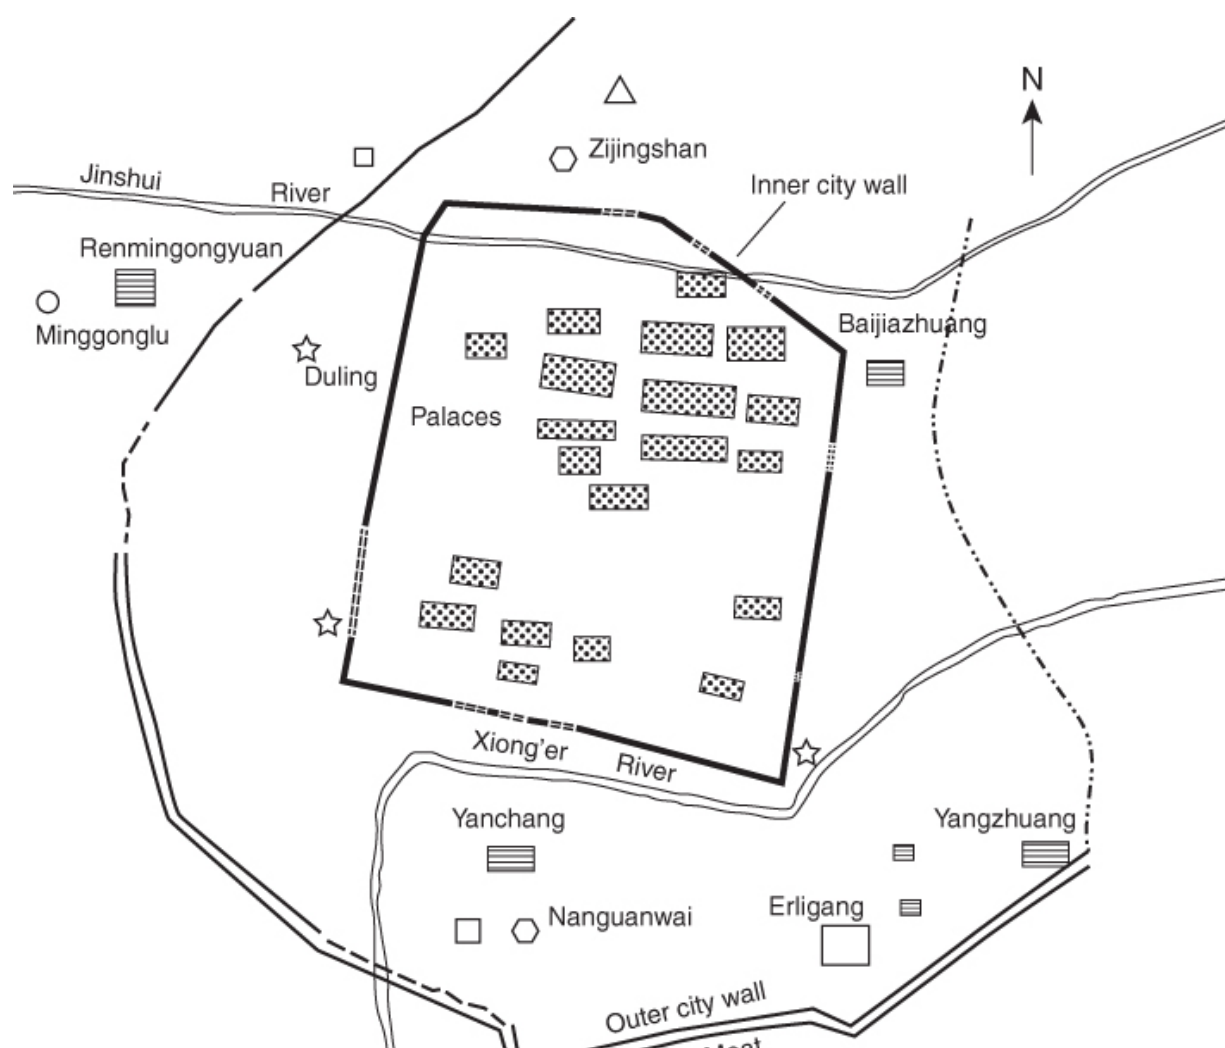 N
Zijingshan
Jinshui River
Inner city wall
Renmingongyuan
Minggonglu
Baijiazhuang
Duling
Palaces
Xiong'er River
Yanchang
Yangzhuang
Nanguanwai
Erligang
Outer city wall